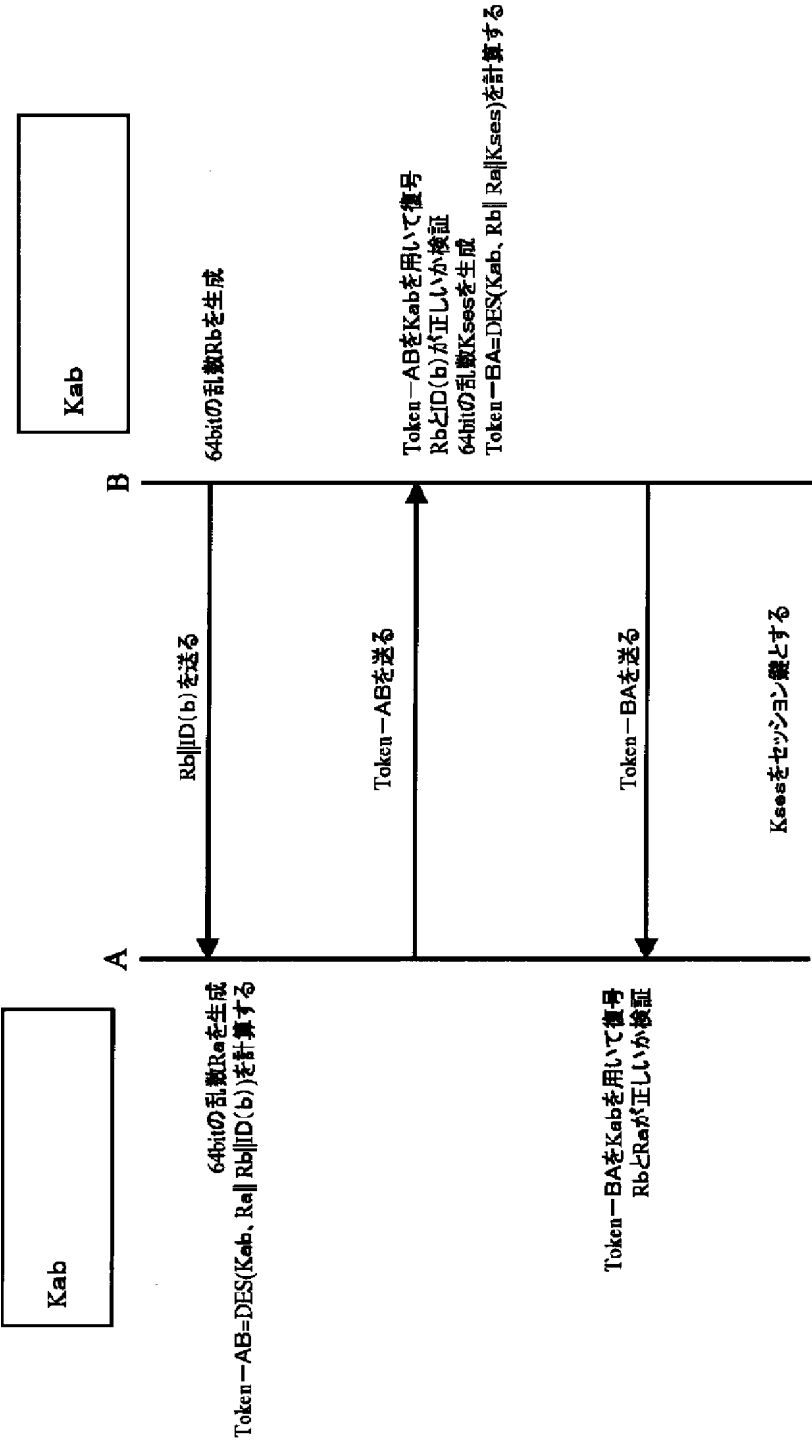 Kab
Kab
A
B
64bitの乱数Rbを生成
Rb||ID(b)を送る
64bitの乱数Raを生成
Token－AB=DES(Kab、Ra|| Rb||ID(b))を計算する
Token－ABを送る
Token－ABをKabを用いて復号
RbとID(b)が正しいか検証
64bitの乱数Ksesを生成
Token－BA=DES(Kab、Rb|| Ra||Kses)を計算する
Token－BAを送る
Token－BAをKabを用いて復号
RbとRaが正しいか検証
Ksesをセッション鍵とする